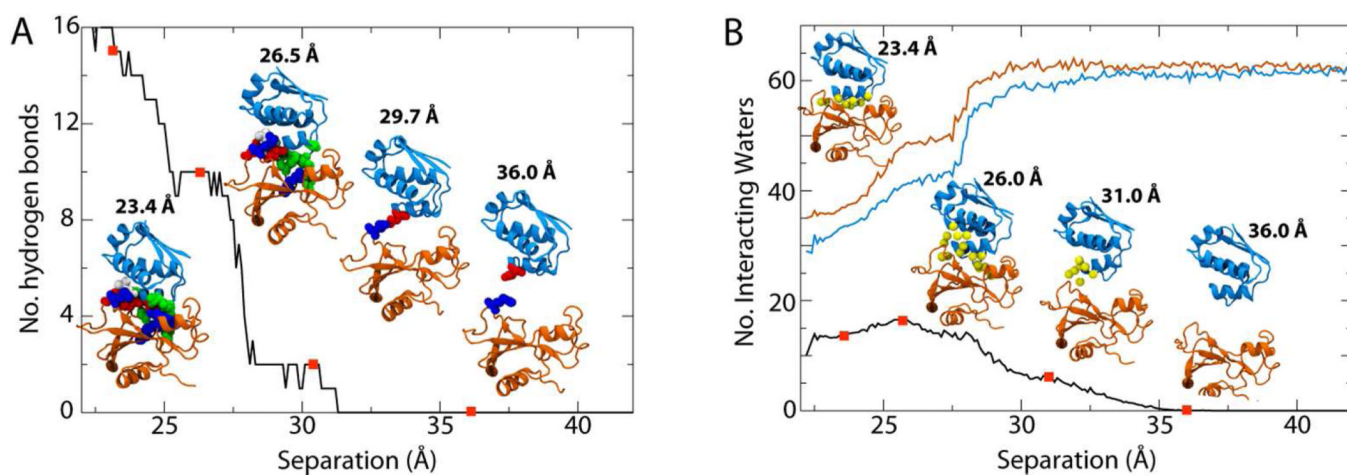 A
No. hydrogen bonds
16
12
8
4
0
23.4 Å
26.5 Å
29.7 Å
36.0 Å
25
30
35
40
Separation (Å)
B
No. Interacting Waters
60
40
20
0
23.4 Å
26.0 Å
31.0 Å
36.0 Å
25
30
35
40
Separation (Å)